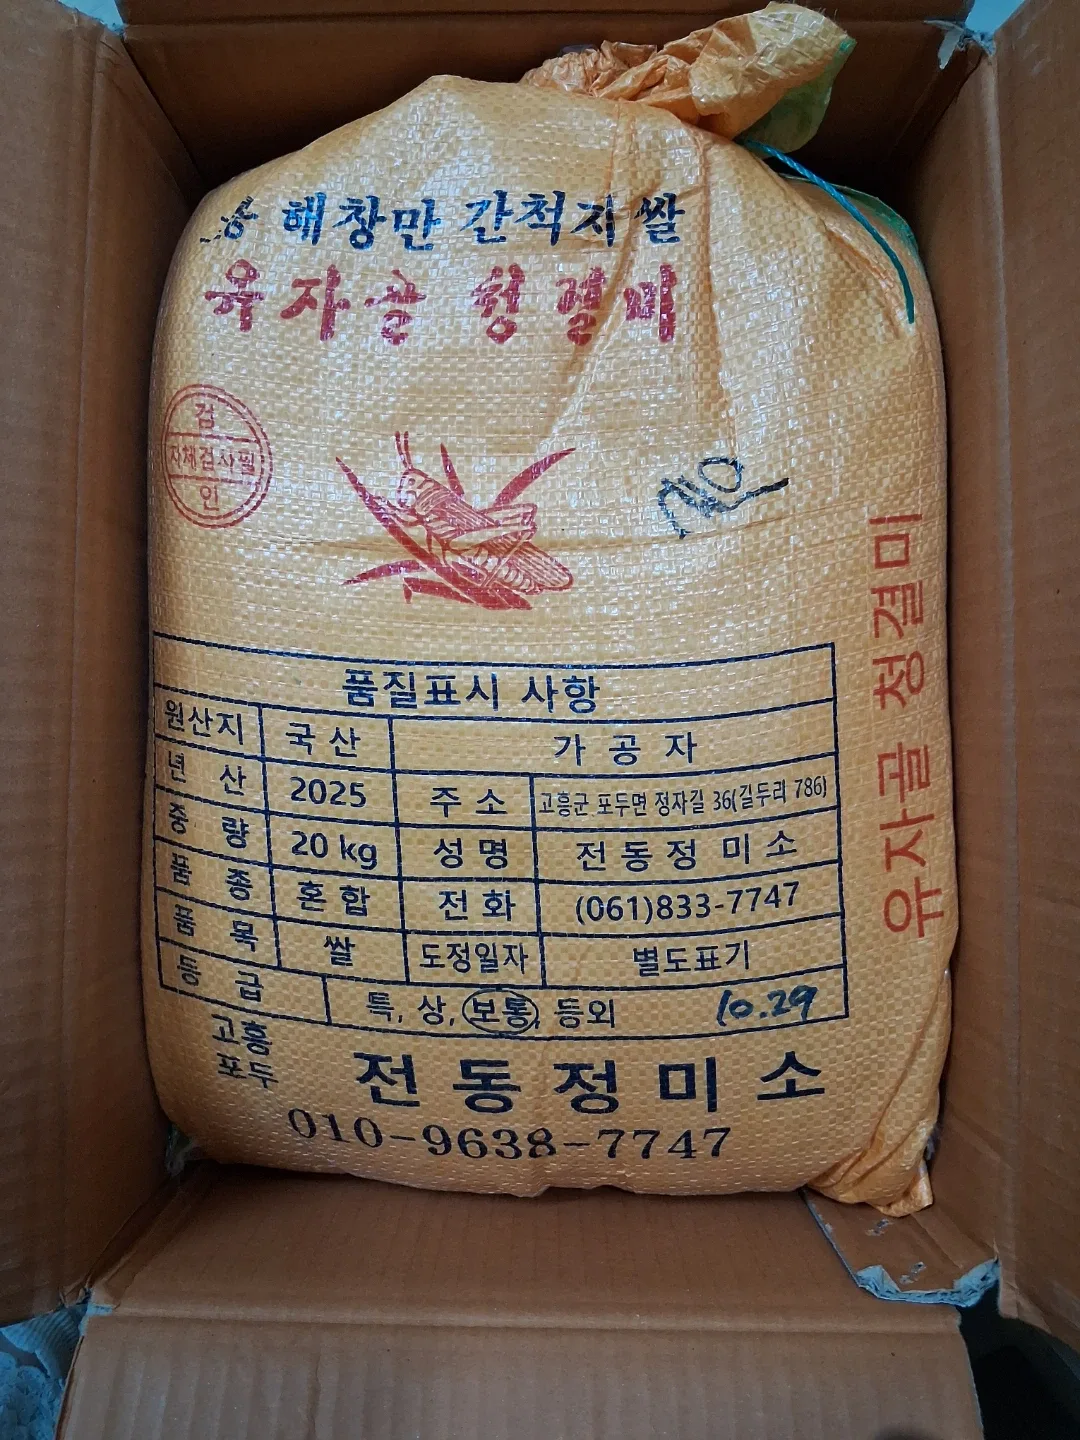 해창만 간척지 쌀
유자골 청결미
검
자체검사필
인
유자골 청결미
품질표시 사항
원산지 국산 가공자
년산 2025 주소 고흥군 포두면 정자길 36(길두리 786)
중량 20 kg 성명 전동정미소
품종 혼합 전화 (061)833-7747
품목 쌀 도정일자 별도표기
등급 특, 상, 보통, 등외 10.29
고흥
포두 전동정미소
010-9638-7747